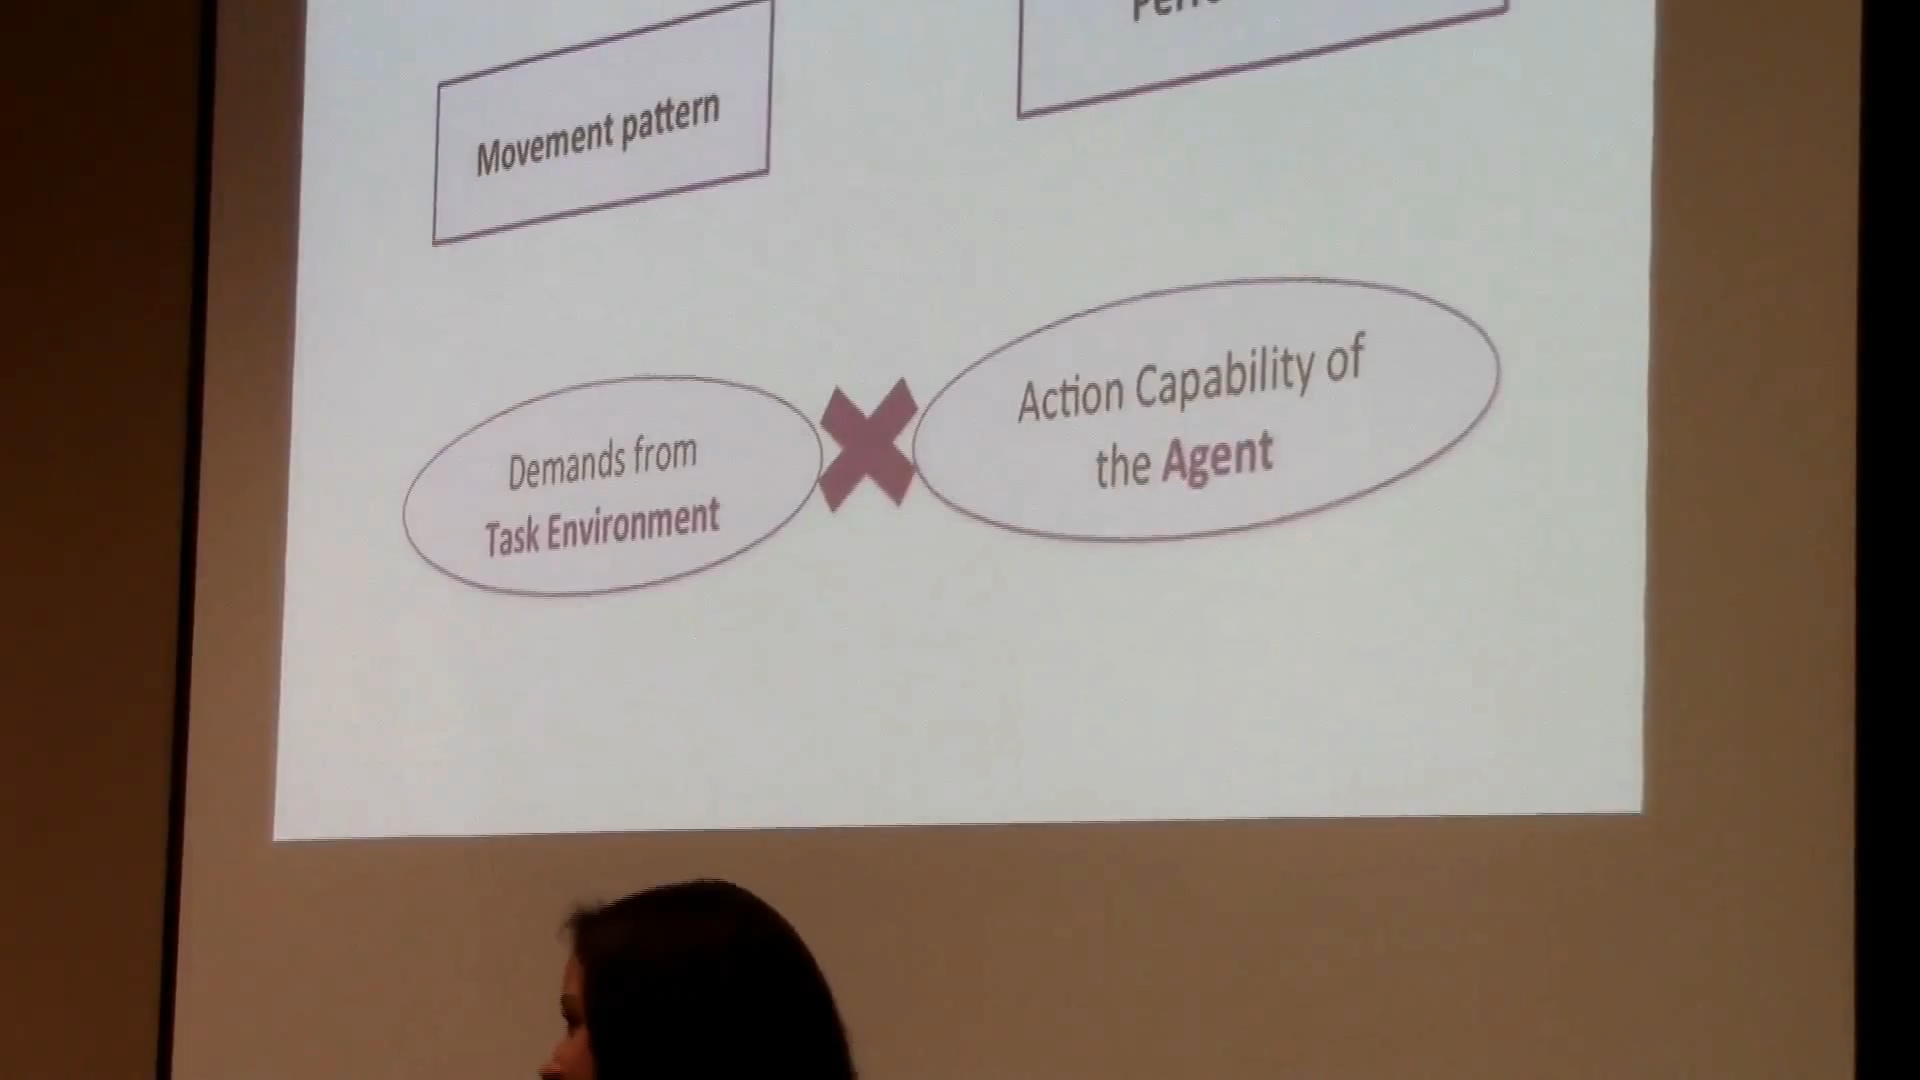 Movement pattern
Demands from
Task Environment
Action Capability of
the Agent